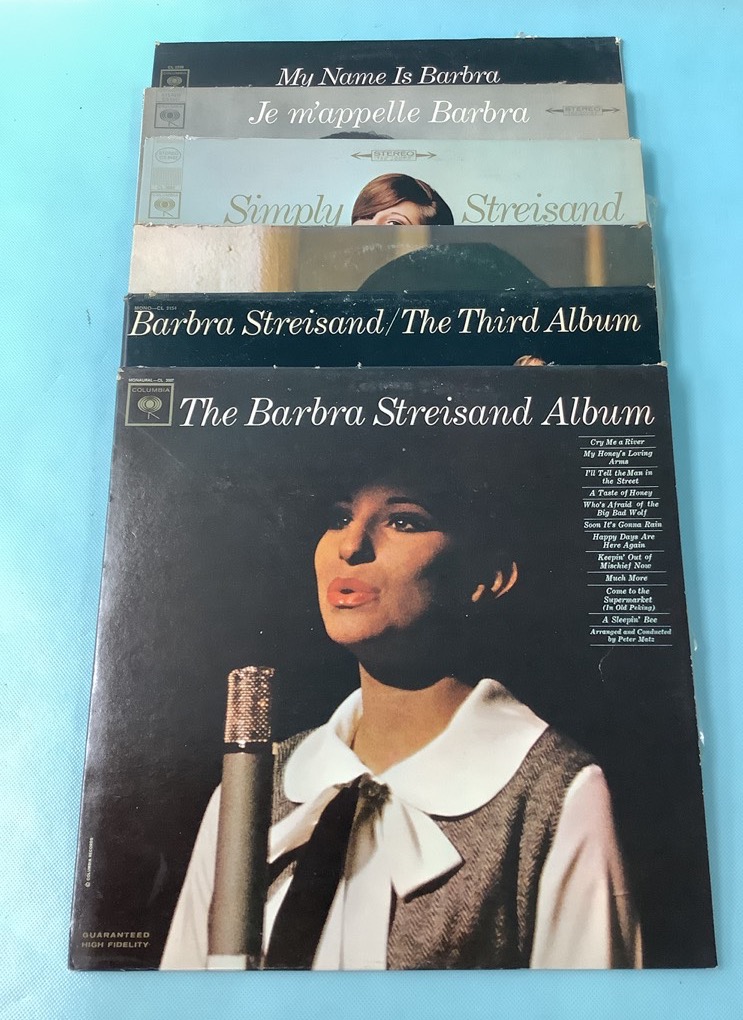 My Name Is Barbra
Je m'appelle Barbra
STEREO
STEREO
Simply Streisand
Barbra Streisand/The Third Album
COLUMBIA
The Barbra Streisand Album
Cry Me a River
My Honey's Loving
Arms
I'll Tell the Man in
the Street
A Taste of Honey
Who's Afraid of the
Big Bad Wolf
Soon It's Gonna Rain
Happy Days Are
Here Again
Keepin' Out of
Mischief Now
Much More
Come to the
Supermarket
(In Old Peking)
A Sleepin' Bee
Arranged and Conducted
by Peter Matz
© COLUMBIA RECORDS
GUARANTEED
HIGH FIDELITY